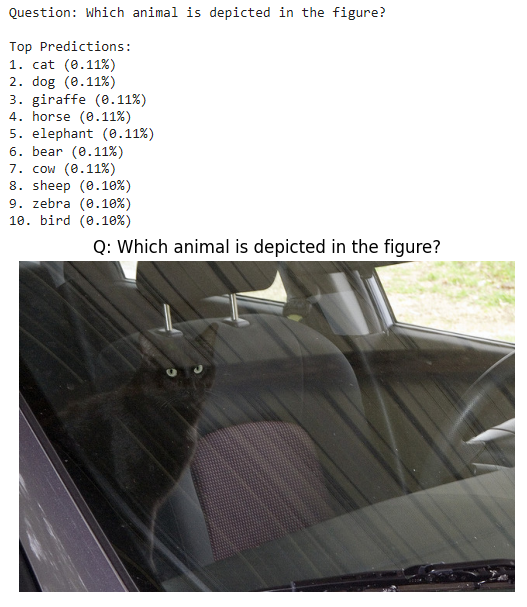 Question: Which animal is depicted in the figure?
Top Predictions:
1. cat (0.11%)
2. dog (0.11%)
3. giraffe (0.11%)
4. horse (0.11%)
5. elephant (0.11%)
6. bear (0.11%)
7. cow (0.11%)
8. sheep (0.10%)
9. zebra (0.10%)
10. bird (0.10%)
Q: Which animal is depicted in the figure?